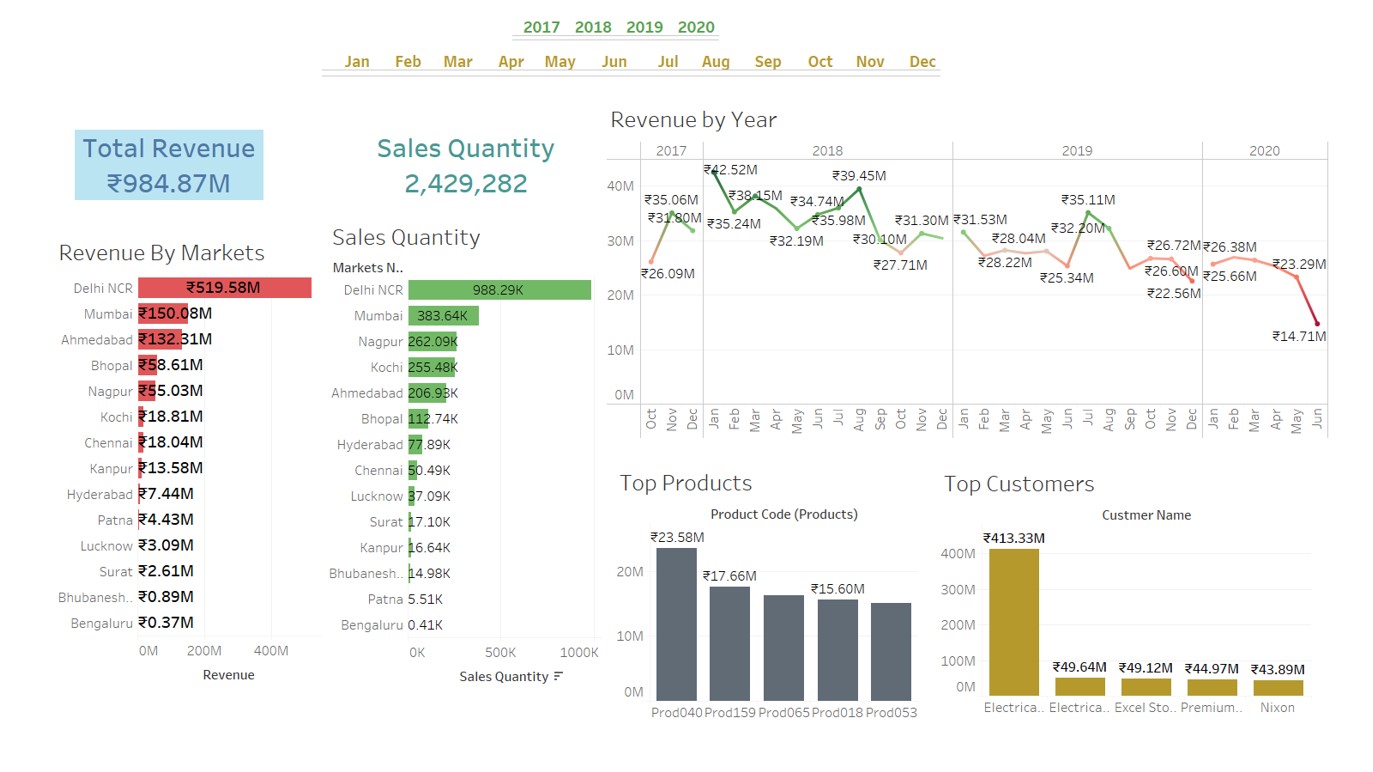 2017 2018 2019 2020
Jan Feb Mar Apr May Jun Jul Aug Sep Oct Nov Dec
Total Revenue
₹984.87M
Sales Quantity
2,429,282
Revenue By Markets
Delhi NCR ₹519.58M
Mumbai ₹150.08M
Ahmedabad ₹132.31M
Bhopal ₹58.61M
Nagpur ₹55.03M
Kochi ₹18.81M
Chennai ₹18.04M
Kanpur ₹13.58M
Hyderabad ₹7.44M
Patna ₹4.43M
Lucknow ₹3.09M
Surat ₹2.61M
Bhubanesh.. ₹0.89M
Bengaluru ₹0.37M
0M 200M 400M
Revenue
Sales Quantity
Markets N..
Delhi NCR 988.29K
Mumbai 383.64K
Nagpur 262.09K
Kochi 255.48K
Ahmedabad 206.93K
Bhopal 112.74K
Hyderabad 77.89K
Chennai 50.49K
Lucknow 37.09K
Surat 17.10K
Kanpur 16.64K
Bhubanesh.. 14.98K
Patna 5.51K
Bengaluru 0.41K
0K 500K 1000K
Sales Quantity
Revenue by Year
2017 2018 2019 2020
40M
30M
20M
10M
0M
₹26.09M
₹35.06M
₹31.80M
₹42.52M
₹35.24M
₹38.15M
₹32.19M
₹34.74M
₹35.98M
₹39.45M
₹30.10M
₹27.71M
₹31.30M
₹31.53M
₹28.22M
₹28.04M
₹25.34M
₹35.11M
₹32.20M
₹26.72M
₹26.60M
₹22.56M
₹25.66M
₹26.38M
₹23.29M
₹14.71M
Oct Nov Dec Jan Feb Mar Apr May Jun Jul Aug Sep Oct Nov Dec Jan Feb Mar Apr May Jun Jul Aug Sep Oct Nov Dec Jan Feb Mar Apr May Jun
Top Products
Product Code (Products)
20M
10M
0M
₹23.58M
₹17.66M
₹15.60M
Prod040 Prod159 Prod065 Prod018 Prod053
Top Customers
Custmer Name
400M
300M
200M
100M
0M
₹413.33M
₹49.64M ₹49.12M ₹44.97M ₹43.89M
Electrica.. Electrica.. Excel Sto.. Premium.. Nixon